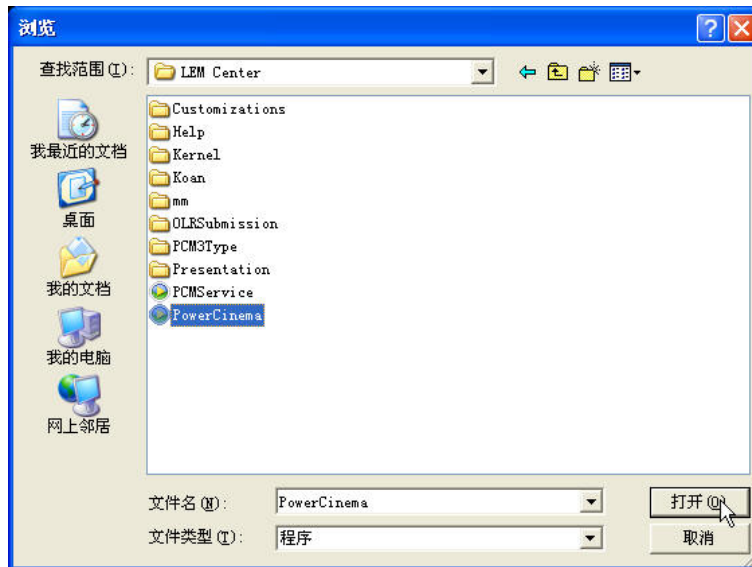 浏览
查找范围(I):
LEM Center
我最近的文档
桌面
我的文档
我的电脑
网上邻居
Customizations
Help
Kernel
Koan
mm
OLRSubmission
PCM3Type
Presentation
PCMService
PowerCinema
文件名(N):
PowerCinema
打开(O)
文件类型(T):
程序
取消